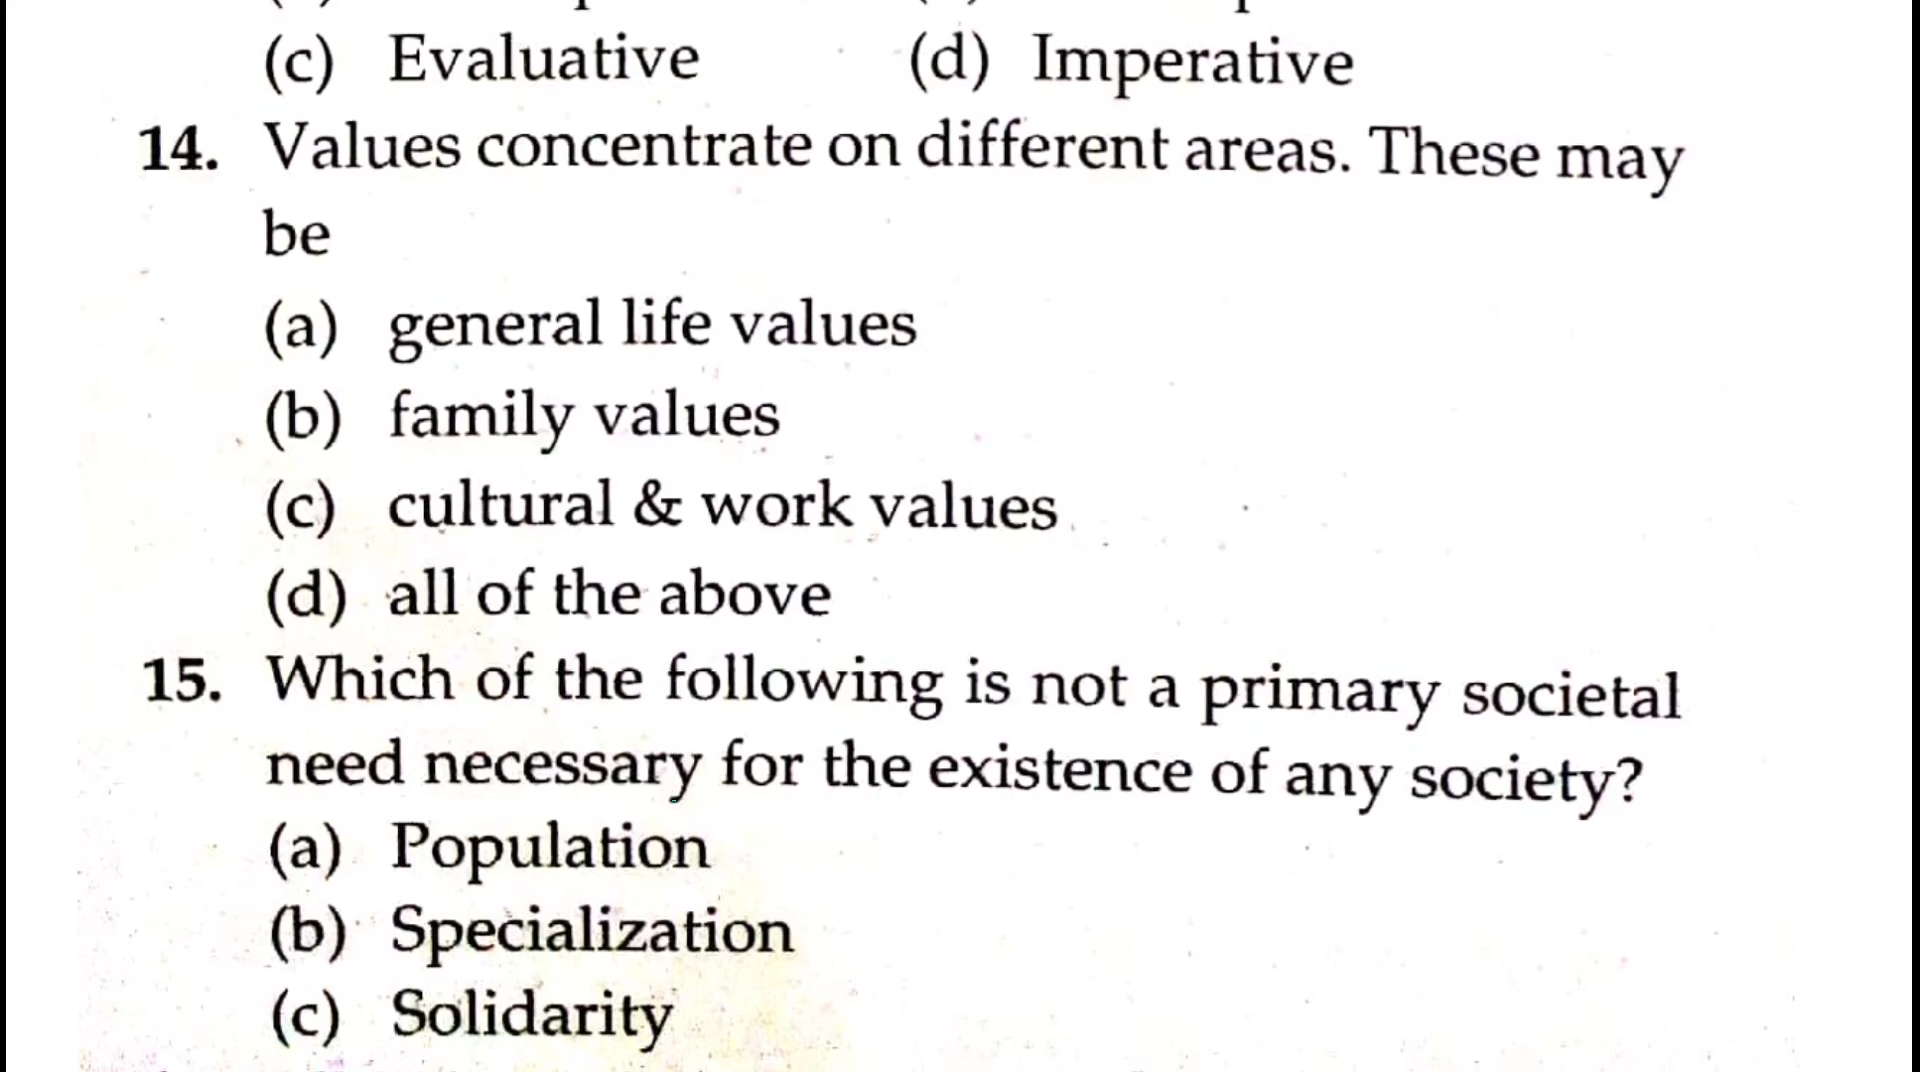 (c) Evaluative (d) Imperative
14. Values concentrate on different areas. These may
be
(a) general life values
(b) family values
(c) cultural & work values
(d) all of the above
15. Which of the following is not a primary societal
need necessary for the existence of any society?
(a) Population
(b) Specialization
(c) Solidarity